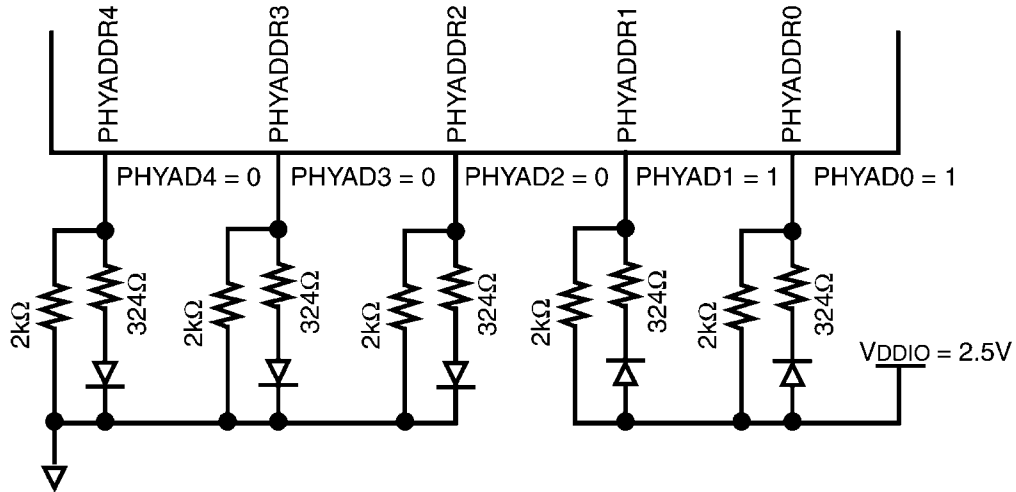 PHYADDR4
PHYADDR3
PHYADDR2
PHYADDR1
PHYADDR0
PHYAD4 = 0
PHYAD3 = 0
PHYAD2 = 0
PHYAD1 = 1
PHYAD0 = 1
2kΩ
324Ω
2kΩ
324Ω
2kΩ
324Ω
2kΩ
324Ω
2kΩ
324Ω
VDDIO = 2.5V